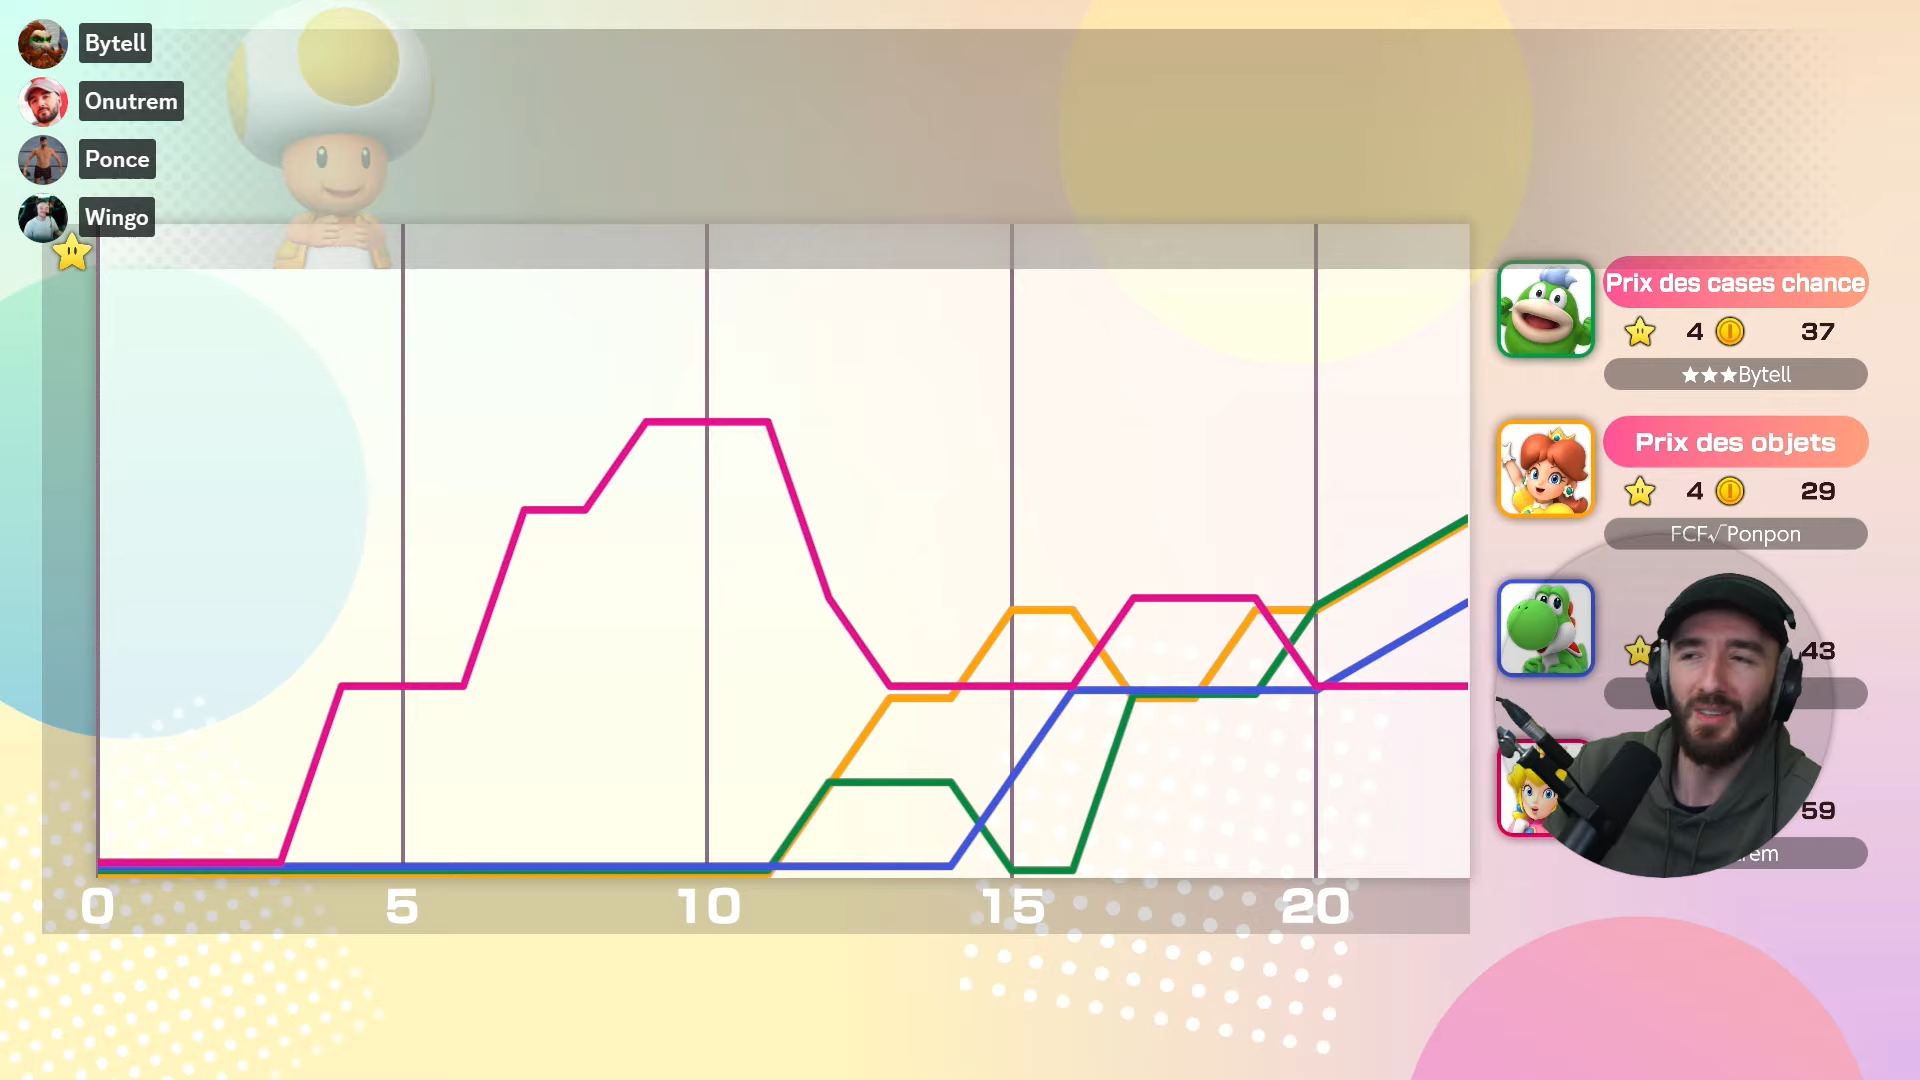 Bytell
Onutrem
Ponce
Wingo
Prix des cases chance
4 37
★★★Bytell
Prix des objets
4 29
FCF√Ponpon
43
59
0 5 10 15 20